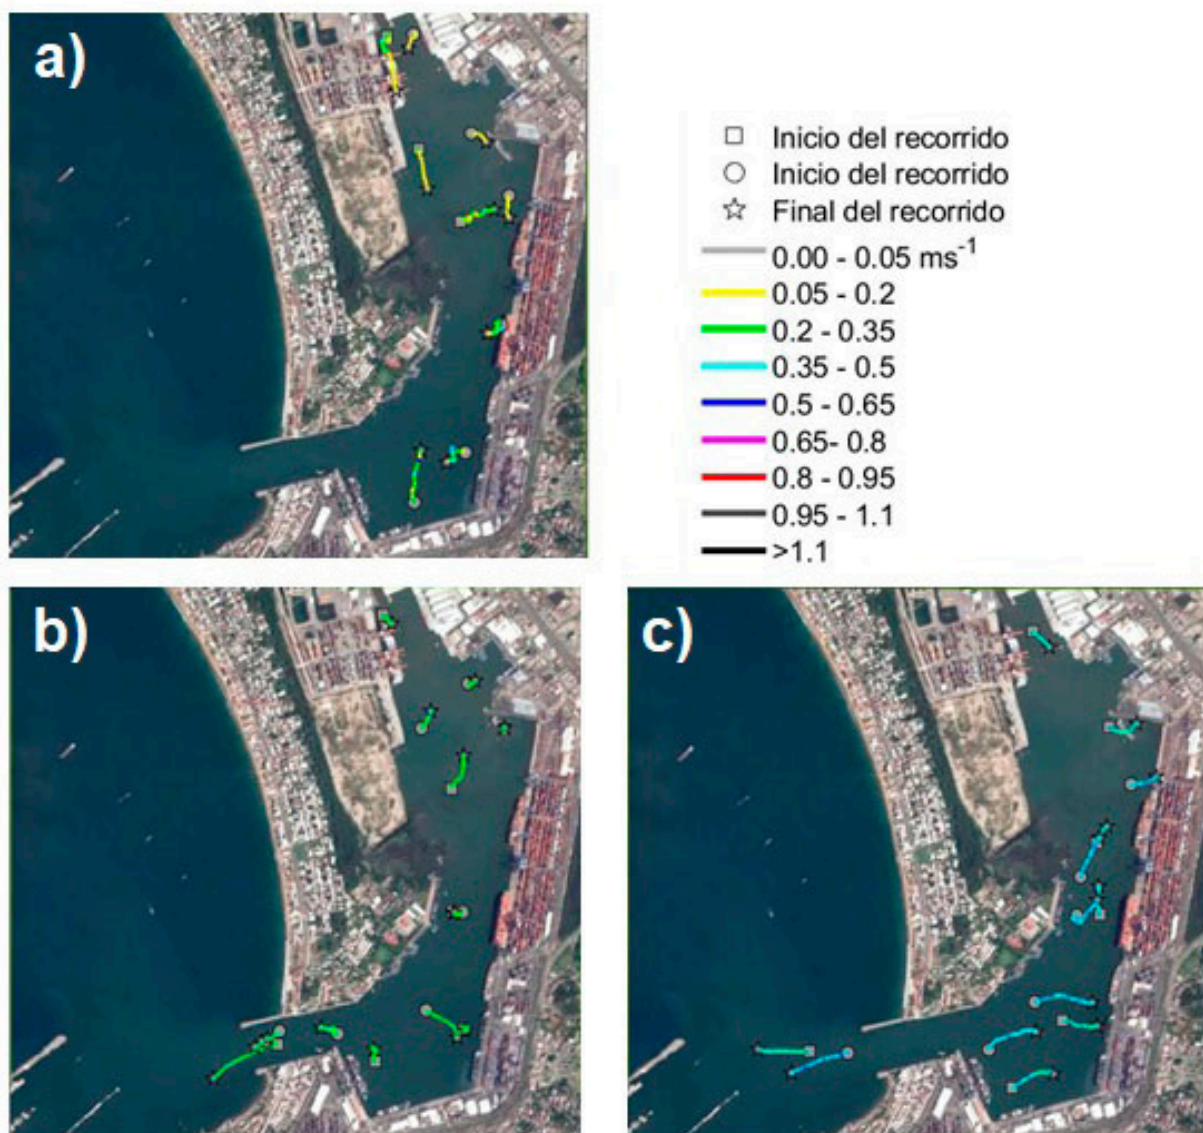 a)
Inicio del recorrido
Inicio del recorrido
Final del recorrido
0.00 - 0.05 ms⁻¹
0.05 - 0.2
0.2 - 0.35
0.35 - 0.5
0.5 - 0.65
0.65- 0.8
0.8 - 0.95
0.95 - 1.1
>1.1
b)
c)